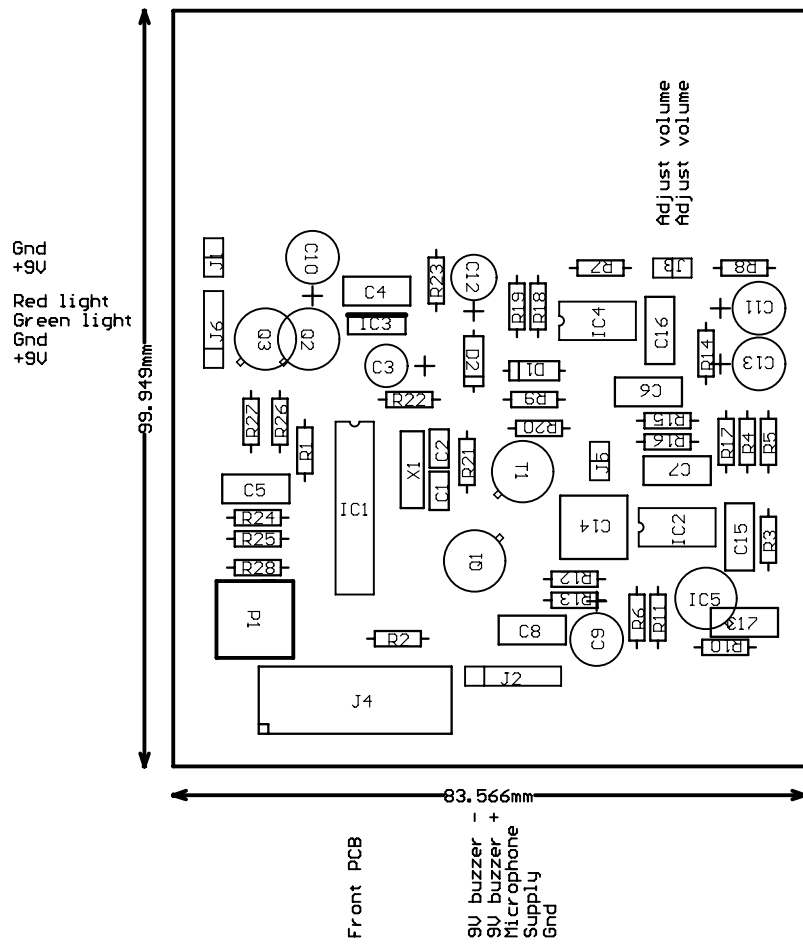 Adjust volume
Adjust volume
Gnd
+9V
Red light
Green light
Gnd
+9V
99.949mm
J1
C10
R23
C12
R7
J3
R8
J6
C4
R19
R18
IC4
C16
C11
Q3
Q2
IC3
R14
C3
D2
D1
C13
R22
R9
C6
R27
R26
R1
R20
R15
R16
R17
R4
R5
IC1
X1
C2
C1
R21
T1
J5
C7
C5
R24
R25
R28
Q1
C14
IC2
C15
R3
P1
R12
R13
R6
R11
IC5
C17
R2
C8
C9
R10
J4
J2
83.566mm
Front PCB
9V buzzer -
9V buzzer +
Microphone
Supply
Gnd